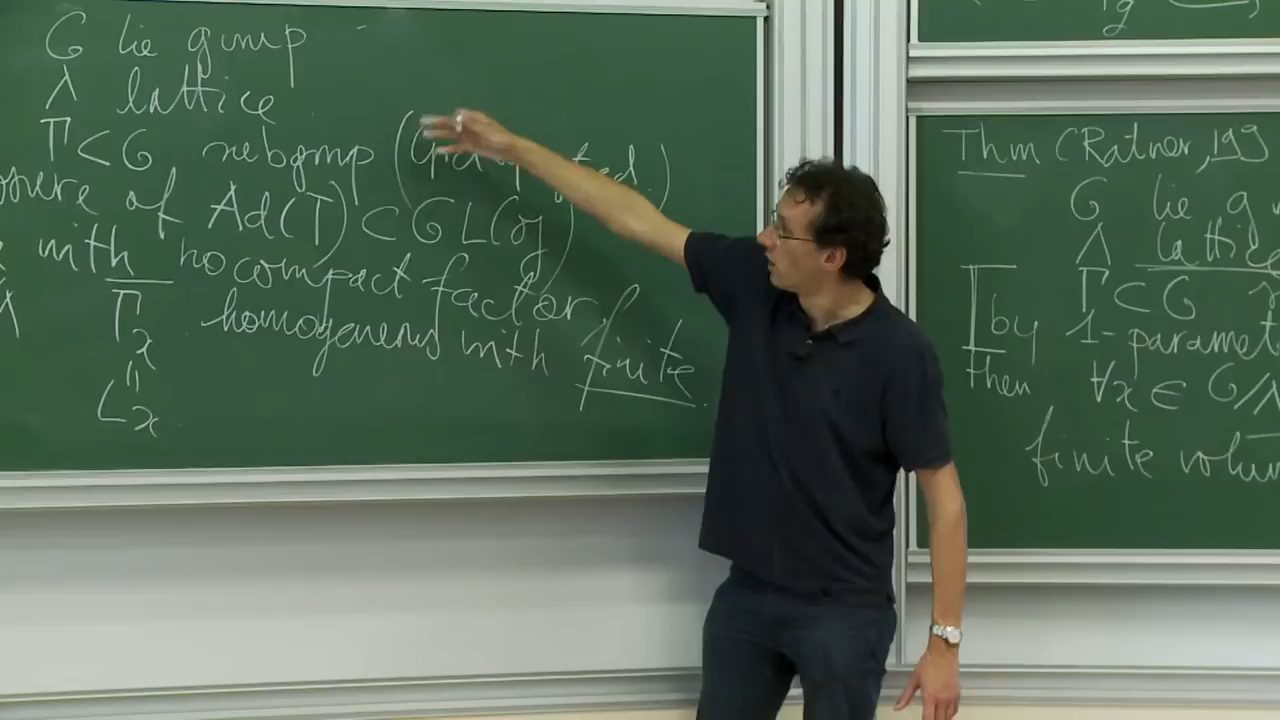 G lie group
Λ lattice
Γ < G subgroup (
of Ad(Γ) ⊂ GL(g)
with no compact factor
Γx homogeneous with finite.
"
Lx
g
Thm (Ratner, 199
G lie g
Λ lattice
Γ ⊂ G
by 1-paramet
then ∀x ∈ G/Λ
finite volum